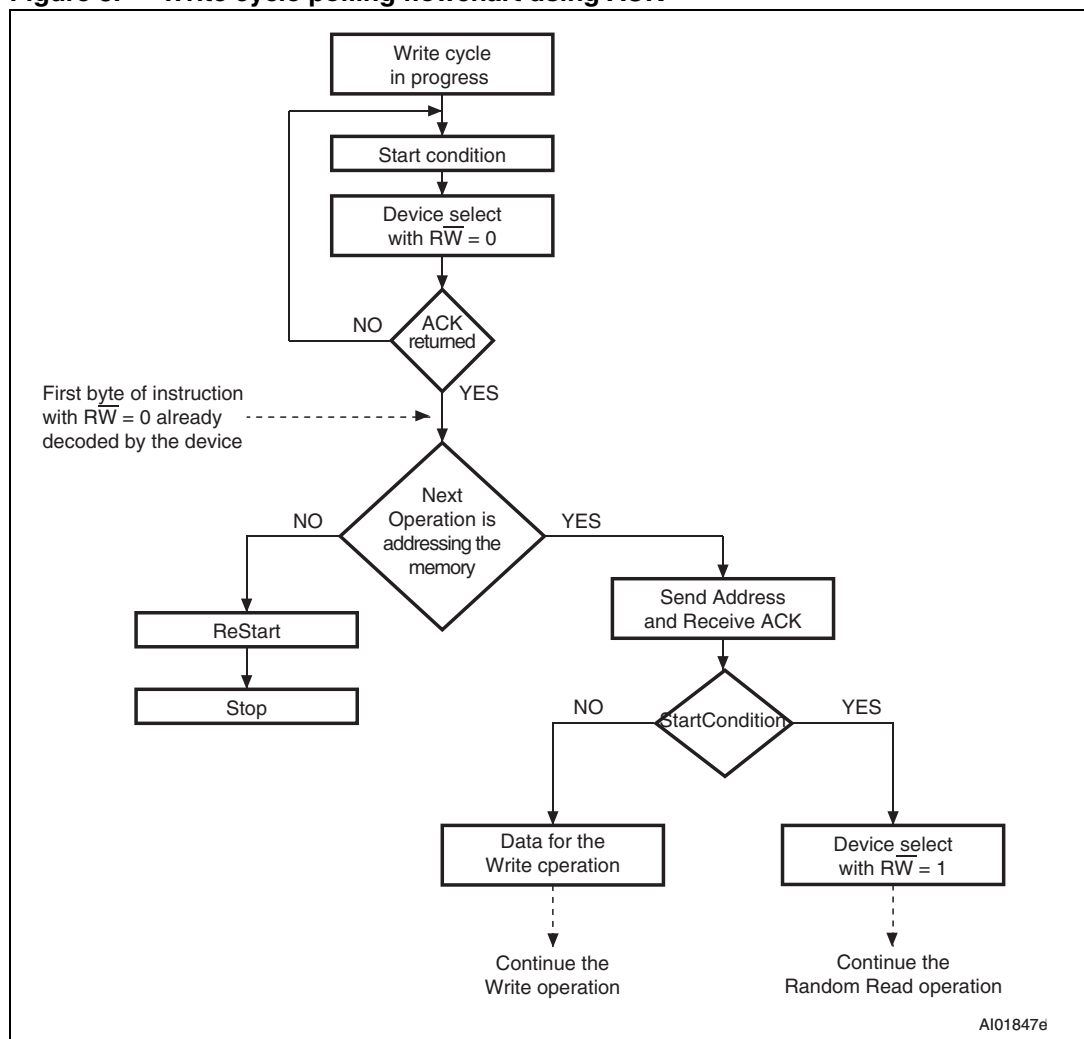 Write cycle
in progress
Start condition
Device select
with RW̅ = 0
NO
ACK
returned
YES
First byte of instruction
with RW̅ = 0 already
decoded by the device
Next
Operation is
addressing the
memory
NO
YES
Send Address
and Receive ACK
ReStart
Stop
NO
StartCondition
YES
Data for the
Write cperation
Device select
with RW̅ = 1
Continue the
Write operation
Continue the
Random Read operation
AI01847e